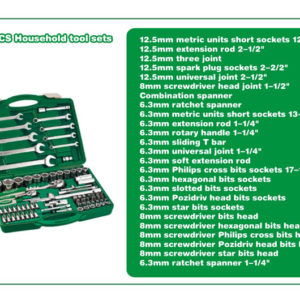 CS Household tool sets
12.5mm metric units short sockets 12
12.5mm extension rod 2-1/2"
12.5mm three joint
12.5mm spark plug sockets 2-2/2"
12.5mm universal joint 2-1/2"
8mm screwdriver head joint 1-1/2"
Combination spanner
6.3mm ratchet spanner
6.3mm metric units short sockets 13-
6.3mm extension rod 1-1/4"
6.3mm rotary handle 1-1/4"
6.3mm sliding T bar
6.3mm universal joint 1-1/4"
6.3mm soft extension rod
6.3mm Philips cross bits sockets 17-
6.3mm hexagonal bits sockets
6.3mm slotted bits sockets
6.3mm Pozidriv head bits sockets
6.3mm star bits sockets
8mm screwdriver bits head
8mm screwdriver hexagonal bits hea
8mm screwdriver Philips cross bits h
8mm screwdriver Pozidriv head bits
8mm screwdriver star bits head
6.3mm ratchet spanner 1-1/4"